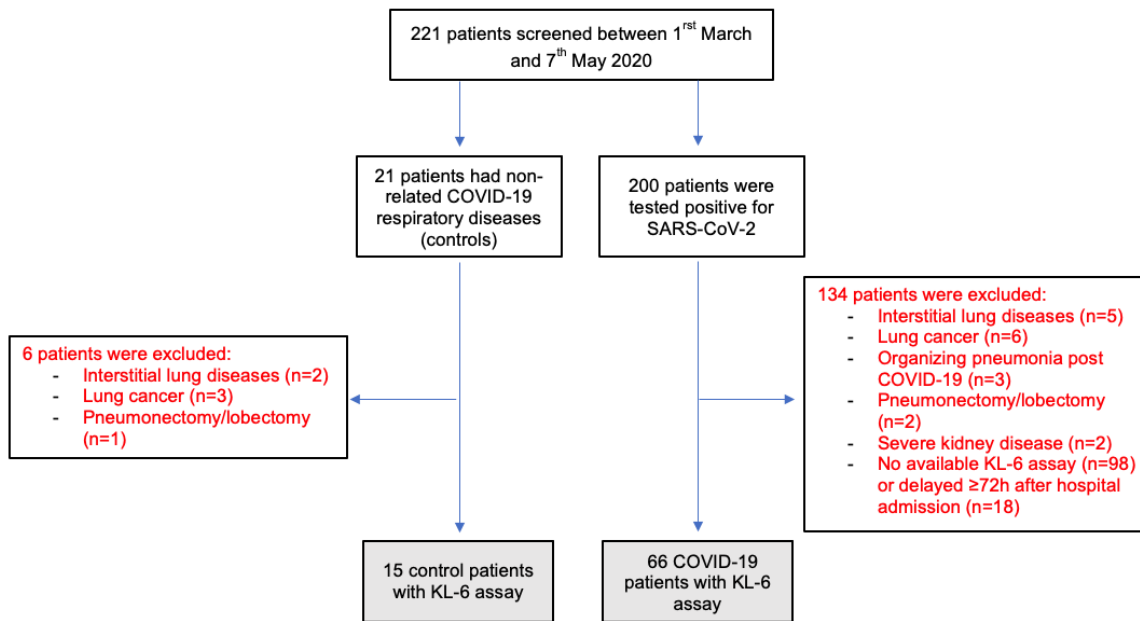 221 patients screened between 1rst March
and 7th May 2020
21 patients had non-
related COVID-19
respiratory diseases
(controls)
200 patients were
tested positive for
SARS-CoV-2
6 patients were excluded:
- Interstitial lung diseases (n=2)
- Lung cancer (n=3)
- Pneumonectomy/lobectomy
(n=1)
134 patients were excluded:
- Interstitial lung diseases (n=5)
- Lung cancer (n=6)
- Organizing pneumonia post
COVID-19 (n=3)
- Pneumonectomy/lobectomy
(n=2)
- Severe kidney disease (n=2)
- No available KL-6 assay (n=98)
or delayed ≥72h after hospital
admission (n=18)
15 control patients
with KL-6 assay
66 COVID-19
patients with KL-6
assay